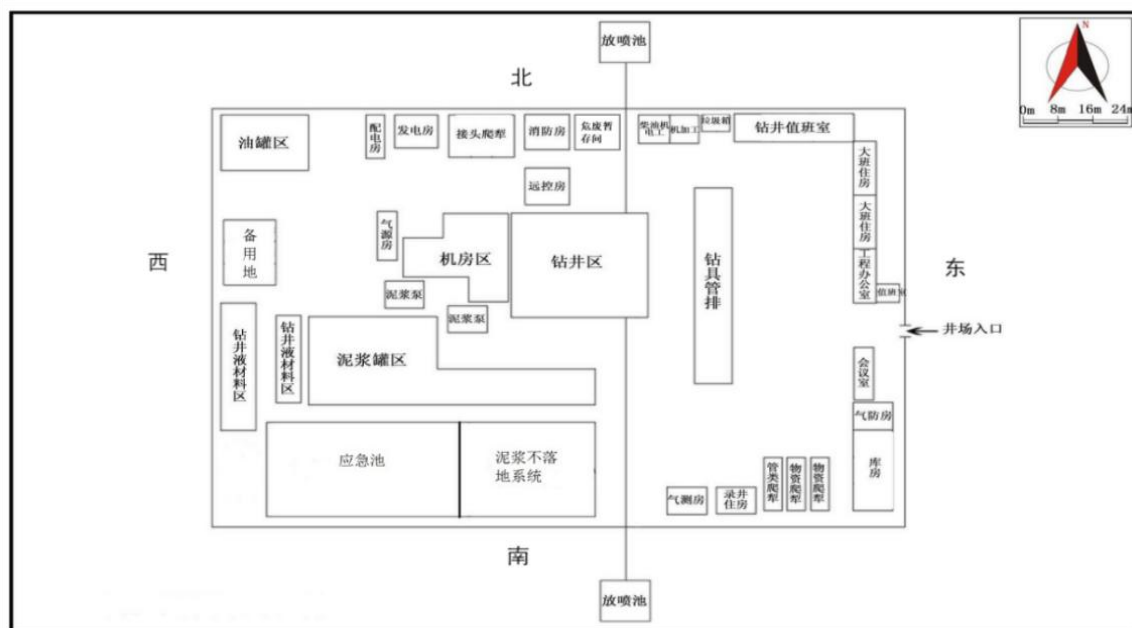 放喷池
N
0m 8m 16m 24m
北
油罐区
配电房
发电房
接头爬犁
消防房
危废暂
存间
柴油机
电工
机加工
垃圾箱
钻井值班室
大班住房
远控房
大班住房
气源房
备用地
机房区
钻井区
钻具管排
工程办公室
值班室
西
东
泥浆泵
泥浆泵
井场入口
钻井液材料区
钻井液材料区
泥浆罐区
会议室
气防房
应急池
泥浆不落
地系统
库房
管类爬犁
物资爬犁
物资爬犁
气测房
录井
住房
南
放喷池